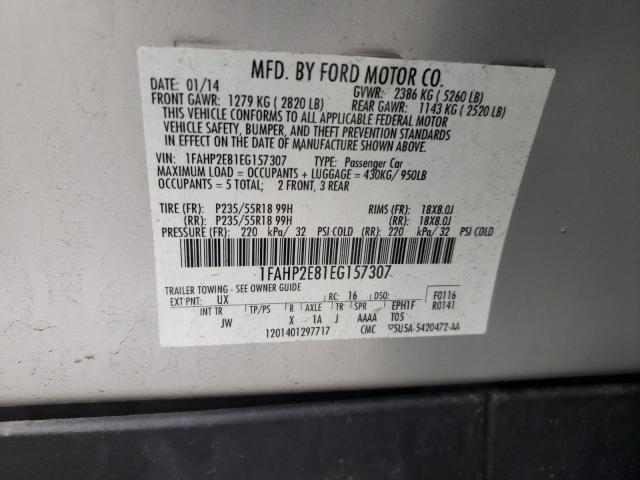 MFD. BY FORD MOTOR CO.
DATE: 01/14 GVWR: 2386 KG ( 5260 LB)
FRONT GAWR: 1279 KG ( 2820 LB) REAR GAWR: 1143 KG ( 2520 LB)
THIS VEHICLE CONFORMS TO ALL APPLICABLE FEDERAL MOTOR
VEHICLE SAFETY, BUMPER, AND THEFT PREVENTION STANDARDS
IN EFFECT ON THE DATE OF MANUFACTURE SHOWN ABOVE.
VIN: 1FAHP2E81EG157307 TYPE: Passenger Car
MAXIMUM LOAD = OCCUPANTS + LUGGAGE = 430KG/ 950LB
OCCUPANTS = 5 TOTAL; 2 FRONT, 3 REAR
TIRE (FR): P235/55R18 99H RIMS (FR): 18X8.0J
(RR): P235/55R18 99H (RR): 18X8.0J
PRESSURE (FR): 220 kPa/ 32 PSI COLD (RR): 220 kPa/ 32 PSI COLD
1FAHP2E81EG157307
TRAILER TOWING - SEE OWNER GUIDE
EXT PNT: UX RC: 16 DSO: F0116
INT TR TP/PS R AXLE TR SPR EPH1F R0141
JW X 1A J AAAA T05
1201401297717 CMC 5U5A-5420472-AA